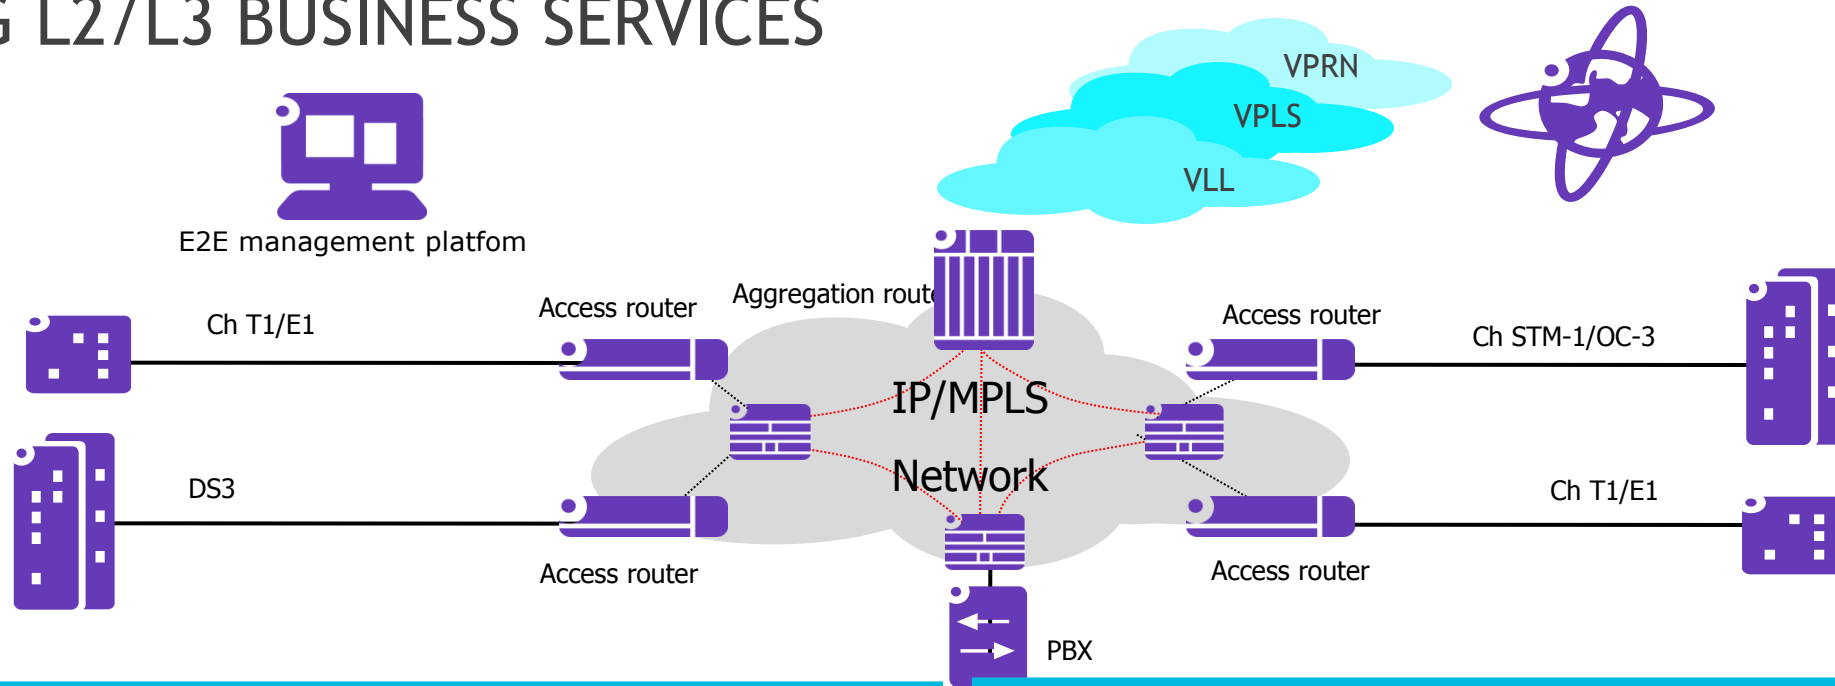 G L2/L3 BUSINESS SERVICES
VPRN
VPLS
VLL
E2E management platfom
Ch T1/E1
Access router
Aggregation route
Access router
Ch STM-1/OC-3
IP/MPLS
Network
DS3
Ch T1/E1
Access router
Access router
PBX